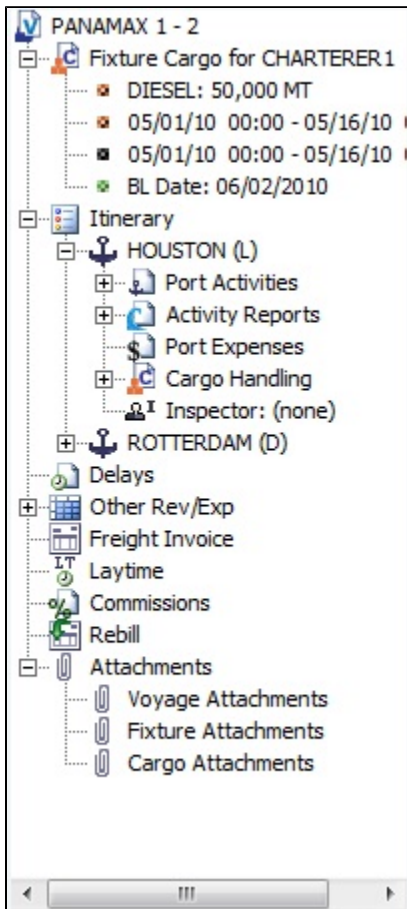 PANAMAX 1 - 2
Fixture Cargo for CHARTERER1
DIESEL: 50,000 MT
05/01/10 00:00 - 05/16/10
05/01/10 00:00 - 05/16/10
BL Date: 06/02/2010
Itinerary
HOUSTON (L)
Port Activities
Activity Reports
Port Expenses
Cargo Handling
Inspector: (none)
ROTTERDAM (D)
Delays
Other Rev/Exp
Freight Invoice
Laytime
Commissions
Rebill
Attachments
Voyage Attachments
Fixture Attachments
Cargo Attachments